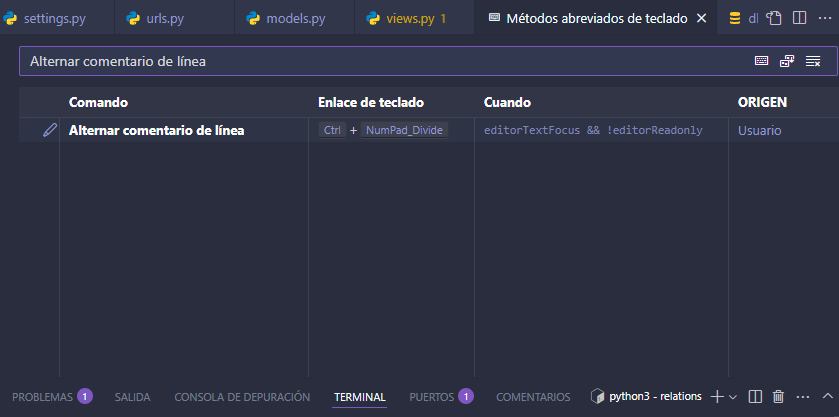 settings.py urls.py models.py views.py 1 Métodos abreviados de teclado
Alternar comentario de línea
Comando Enlace de teclado Cuando ORIGEN
Alternar comentario de línea Ctrl + NumPad_Divide editorTextFocus && !editorReadonly Usuario
PROBLEMAS 1 SALIDA CONSOLA DE DEPURACIÓN TERMINAL PUERTOS 1 COMENTARIOS python3 - relations